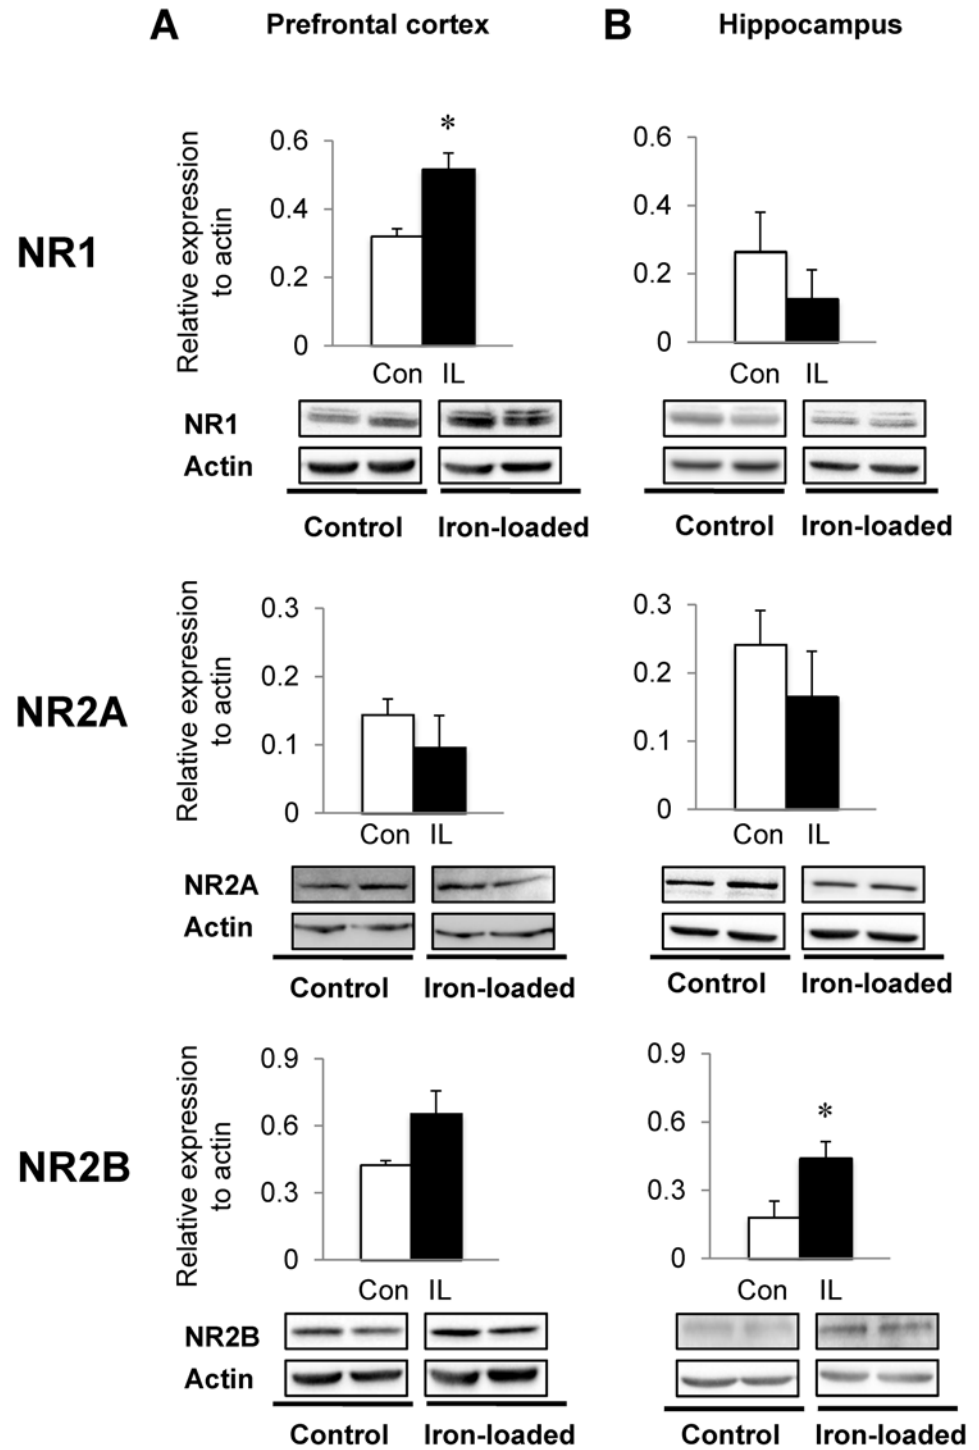 A Prefrontal cortex B Hippocampus
NR1
Relative expression
to actin
0.6
0.4
0.2
0
*
Con IL
NR1
Actin
Control Iron-loaded
0.6
0.4
0.2
0
Con IL
Control Iron-loaded
NR2A
Relative expression
to actin
0.3
0.2
0.1
0
Con IL
NR2A
Actin
Control Iron-loaded
0.3
0.2
0.1
0
Con IL
Control Iron-loaded
NR2B
Relative expression
to actin
0.9
0.6
0.3
0
Con IL
NR2B
Actin
Control Iron-loaded
0.9
0.6
0.3
0
*
Con IL
Control Iron-loaded